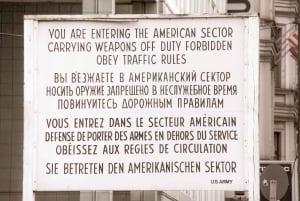 YOU ARE ENTERING THE AMERICAN SECTOR
CARRYING WEAPONS OFF DUTY FORBIDDEN
OBEY TRAFFIC RULES
ВЫ ВЪЕЗЖАЕТЕ В АМЕРИКАНСКИЙ СЕКТОР
НОСИТЬ ОРУЖИЕ ЗАПРЕЩЕНО В НЕСЛУЖЕБНОЕ ВРЕМЯ
ПОВИНУЙТЕСЬ ДОРОЖНЫМ ПРАВИЛАМ
VOUS ENTREZ DANS LE SECTEUR AMÉRICAIN
DÉFENSE DE PORTER DES ARMES EN DEHORS DU SERVICE
OBÉISSEZ AUX RÈGLES DE CIRCULATION
SIE BETRETEN DEN AMERIKANISCHEN SEKTOR
US ARMY